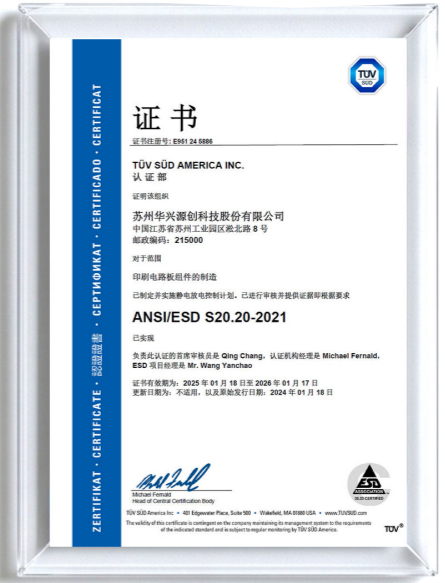 TÜV
SÜD
ZERTIFIKAT • CERTIFICATE • 認證證書 • СЕРТИФИКАТ • CERTIFICADO • CERTIFICAT
证书
证书注册号: E951 24 5886
TÜV SÜD AMERICA INC.
认证部
证明该组织
苏州华兴源创科技股份有限公司
中国江苏省苏州工业园区淞北路 8 号
邮政编码：215000
对于范围
印刷电路板组件的制造
已制定并实施静电放电控制计划。已进行审核并提供证据即根据要求
ANSI/ESD S20.20-2021
已实现
负责此认证的首席审核员是 Qing Chang，认证机构经理是 Michael Fernald，
ESD 项目经理是 Mr. Wang Yanchao
证书有效期为：2025 年 01 月 18 日至 2026 年 01 月 17 日
更新日期为：不适用，以及原始发行日期：2024 年 01 月 18 日
Michael Fernald
Head of Central Certification Body
ESD
ASSOCIATION
TÜV SÜD America Inc • 401 Edgewater Place, Suite 500 • Wakefield, MA 01880 USA • www.TÜVSÜD.com
The validity of this certificate is contingent on the company maintaining its management system to the requirements
of the indicated standard and is subject to regular monitoring by TÜV SÜD America.
TÜV®